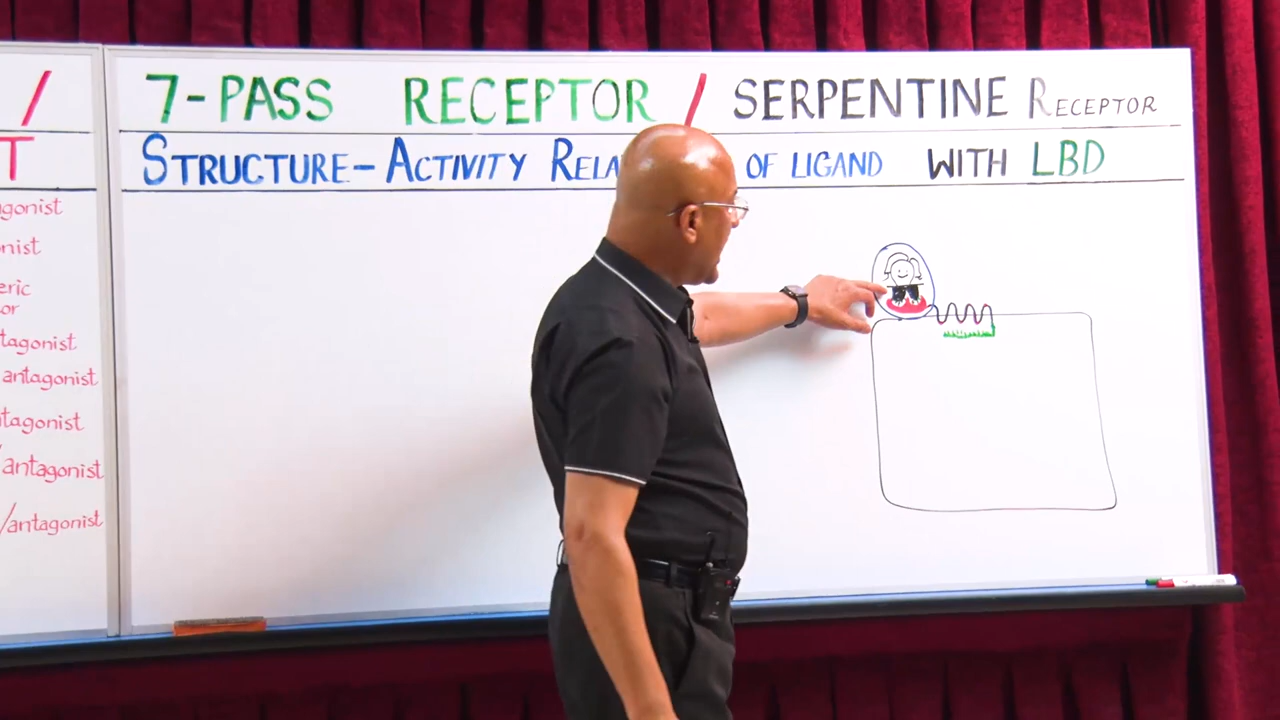 /
T
agonist
nist
eric
or
tagonist
antagonist
tagonist
/antagonist
/antagonist
7-PASS RECEPTOR / SERPENTINE RECEPTOR
STRUCTURE-ACTIVITY RELA OF LIGAND WITH LBD